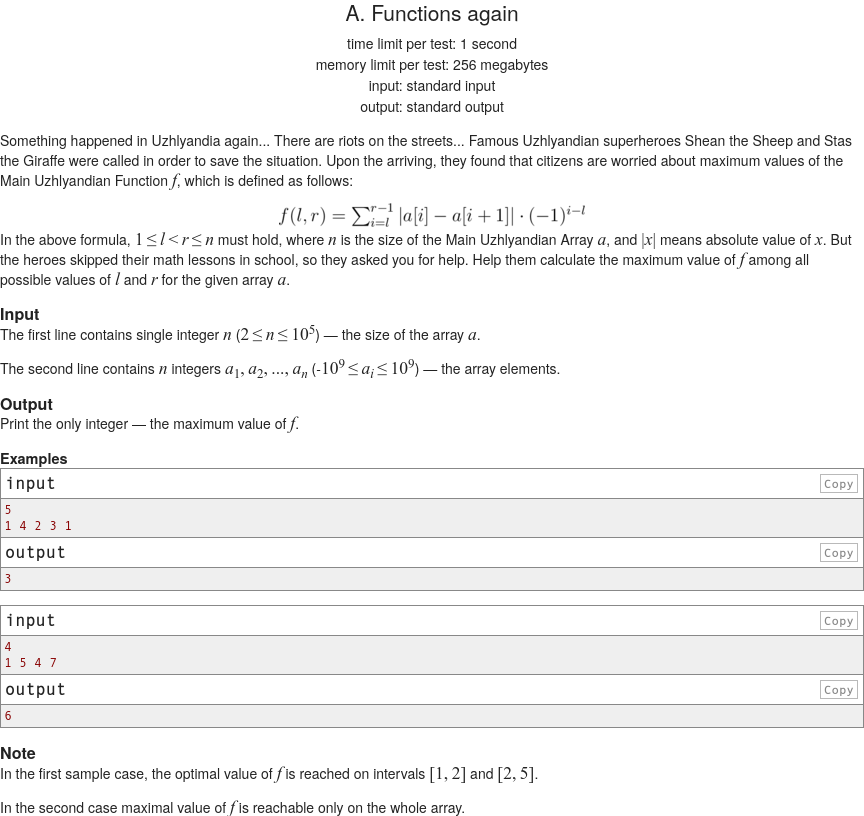 A. Functions again
time limit per test: 1 second
memory limit per test: 256 megabytes
input: standard input
output: standard output
Something happened in Uzhlyandia again... There are riots on the streets... Famous Uzhlyandian superheroes Shean the Sheep and Stas
the Giraffe were called in order to save the situation. Upon the arriving, they found that citizens are worried about maximum values of the
Main Uzhlyandian Function f, which is defined as follows:
f(l, r) = ∑_{i=l}^{r−1} |a[i] − a[i + 1]| · (−1)^{i−l}
In the above formula, 1 ≤ l < r ≤ n must hold, where n is the size of the Main Uzhlyandian Array a, and |x| means absolute value of x. But
the heroes skipped their math lessons in school, so they asked you for help. Help them calculate the maximum value of f among all
possible values of l and r for the given array a.
Input
The first line contains single integer n (2 ≤ n ≤ 10^5) — the size of the array a.
The second line contains n integers a_1, a_2, ..., a_n (-10^9 ≤ a_i ≤ 10^9) — the array elements.
Output
Print the only integer — the maximum value of f.
Examples
input Copy
5
1 4 2 3 1
output Copy
3
input Copy
4
1 5 4 7
output Copy
6
Note
In the first sample case, the optimal value of f is reached on intervals [1, 2] and [2, 5].
In the second case maximal value of f is reachable only on the whole array.